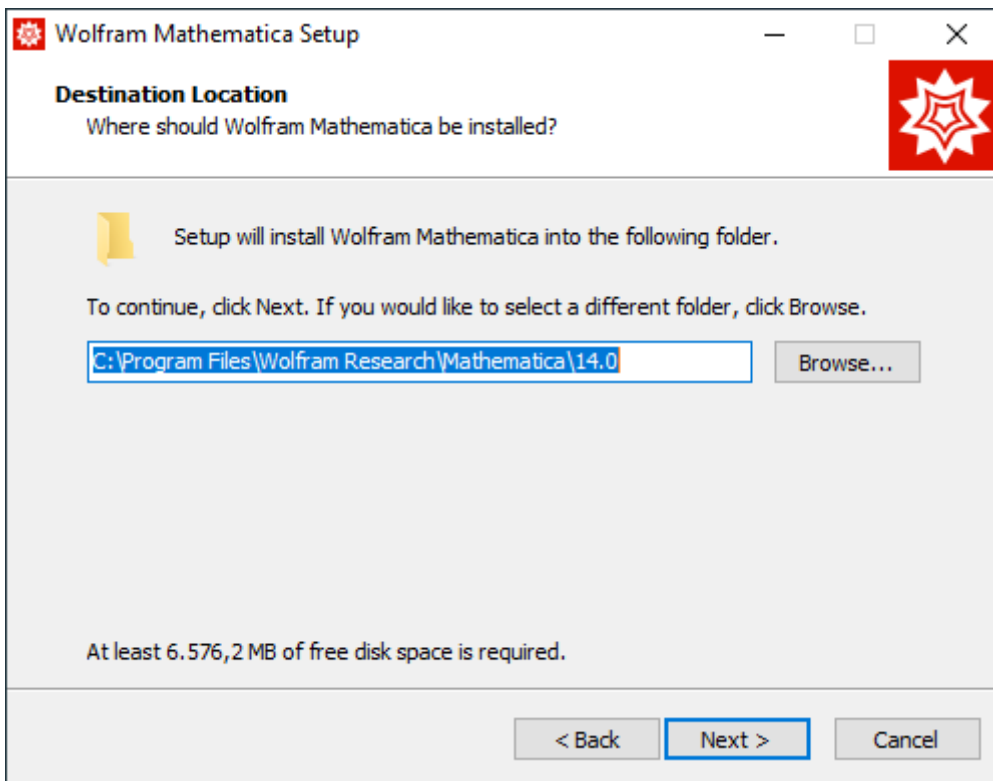 Wolfram Mathematica Setup
Destination Location
Where should Wolfram Mathematica be installed?
Setup will install Wolfram Mathematica into the following folder.
To continue, click Next. If you would like to select a different folder, click Browse.
C:\Program Files\Wolfram Research\Mathematica\14.0
Browse...
At least 6.576,2 MB of free disk space is required.
< Back Next > Cancel